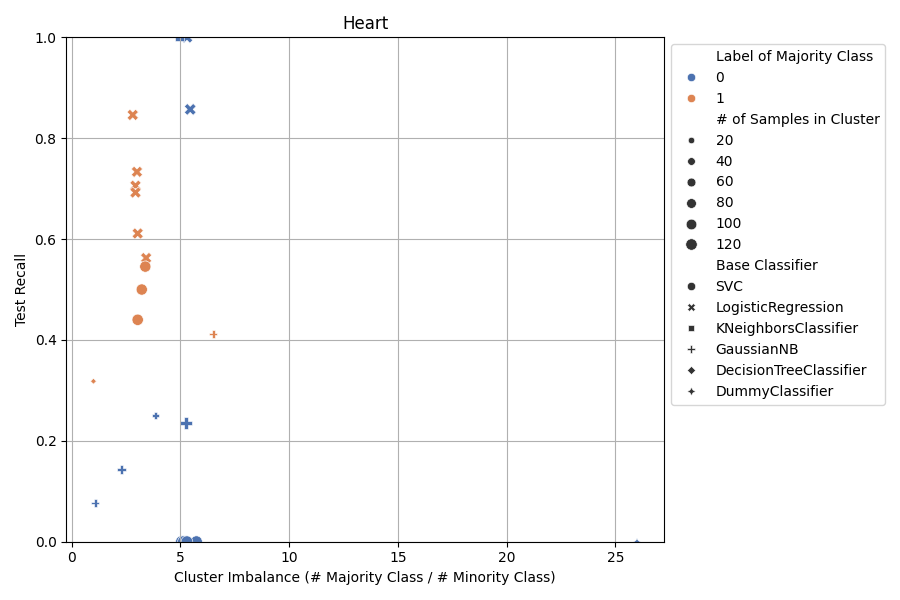 Heart
1.0
0.8
0.6
0.4
0.2
0.0
Test Recall
0
5
10
15
20
25
Cluster Imbalance (# Majority Class / # Minority Class)
Label of Majority Class
0
1
# of Samples in Cluster
20
40
60
80
100
120
Base Classifier
SVC
LogisticRegression
KNeighborsClassifier
GaussianNB
DecisionTreeClassifier
DummyClassifier